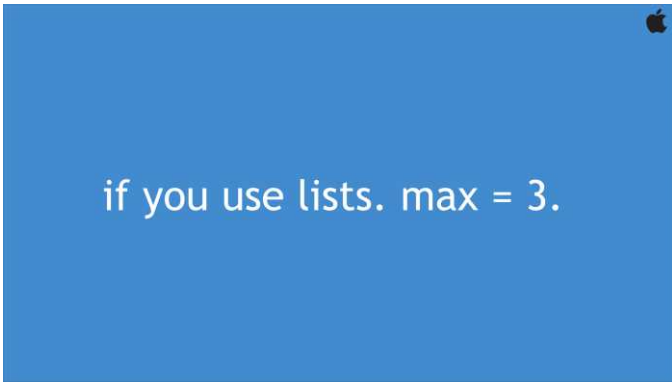 if you use lists. max = 3.